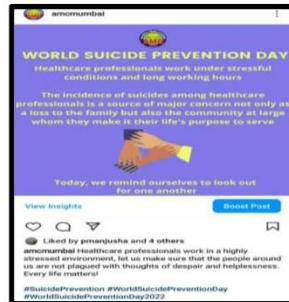 amcmumbai
AMC
WORLD SUICIDE PREVENTION DAY
Healthcare professionals work under stressful
conditions and long working hours
The incidence of suicides among healthcare
professionals is a source of major concern not only as
a loss to the family but also the community at large
whom they make it their life's purpose to serve
Today, we remind ourselves to look out
for one another
View Insights
Boost Post
Liked by pmanjusha and 4 others
amcmumbai Healthcare professionals work in a highly
stressed environment, let us make sure that the people around
us are not plagued with thoughts of despair and helplessness.
Every life matters!
#SuicidePrevention #WorldSuicidePreventionDay
#WorldSuicidePreventionDay2022